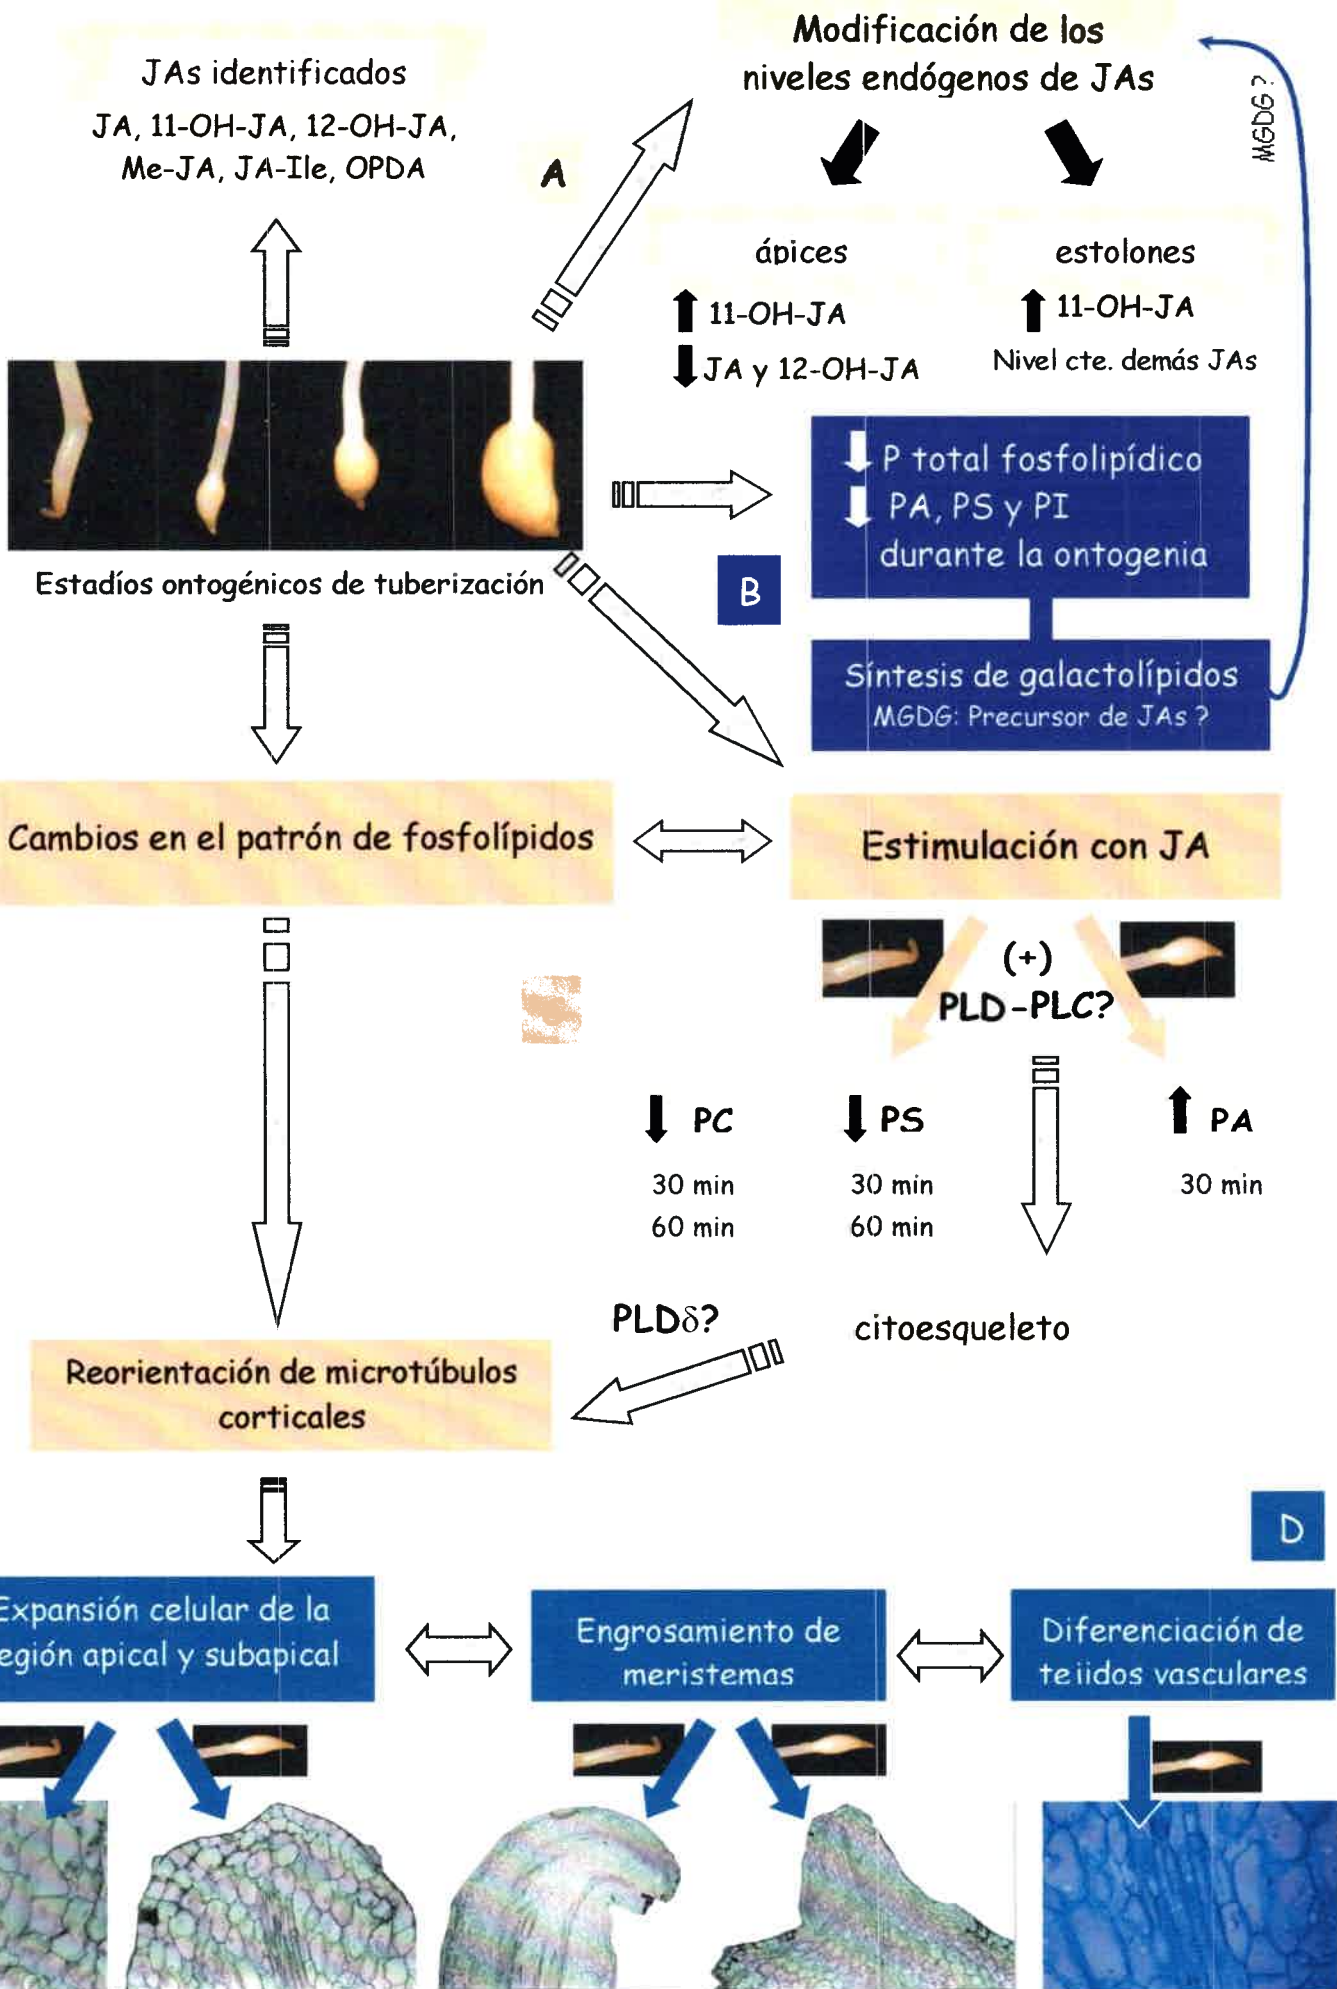 JAs identificados
JA, 11-OH-JA, 12-OH-JA,
Me-JA, JA-Ile, OPDA
A
Modificación de los
niveles endógenos de JAs
MGDG ?
ápices
11-OH-JA
JA y 12-OH-JA
estolones
11-OH-JA
Nivel cte. demás JAs
Estadíos ontogénicos de tuberización
B
P total fosfolipídico
PA, PS y PI
durante la ontogenia
Síntesis de galactolípidos
MGDG: Precursor de JAs ?
Cambios en el patrón de fosfolípidos
Estimulación con JA
(+)
PLD-PLC?
PC
30 min
60 min
PS
30 min
60 min
PA
30 min
PLDδ?
citoesqueleto
Reorientación de microtúbulos
corticales
D
Expansión celular de la
región apical y subapical
Engrosamiento de
meristemas
Diferenciación de
tejidos vasculares